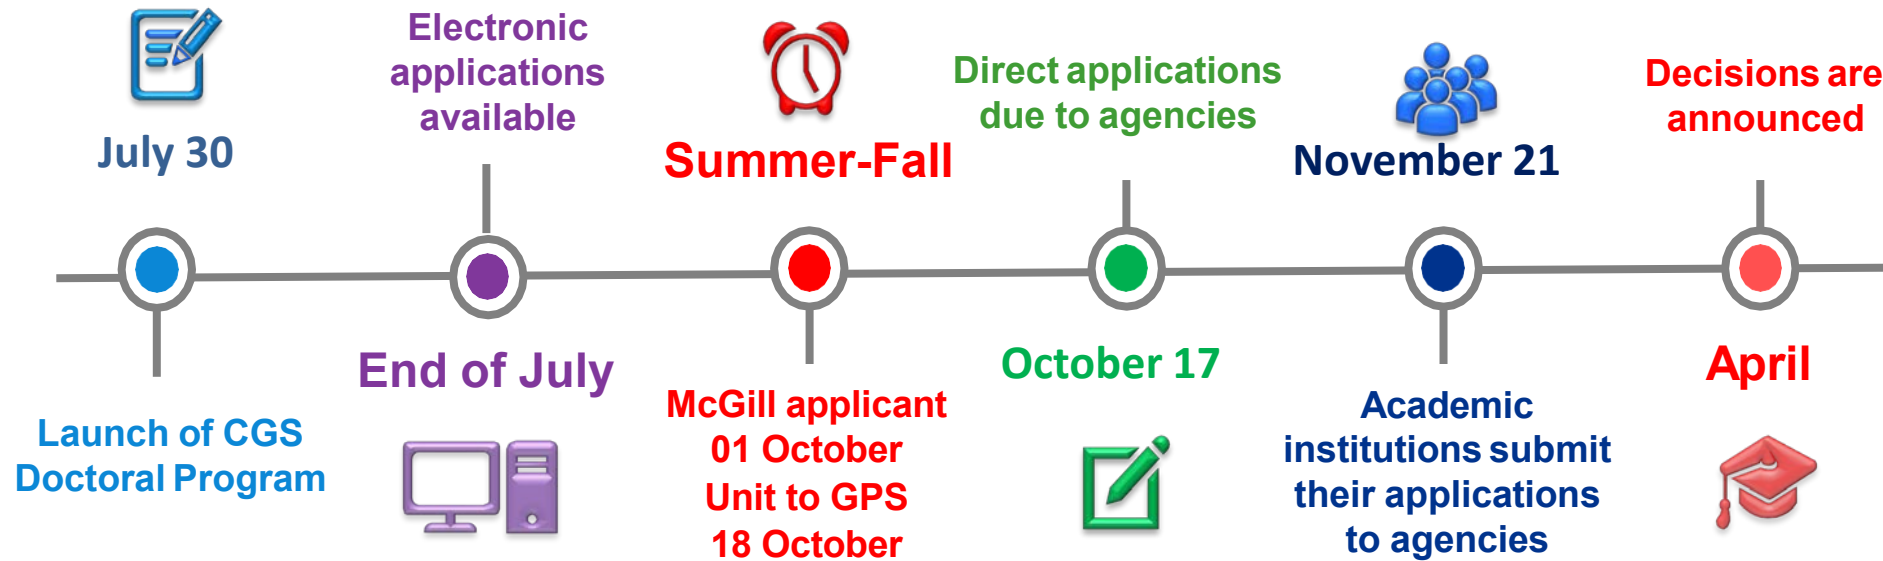 July 30
Launch of CGS
Doctoral Program
Electronic
applications
available
End of July
Summer-Fall
McGill applicant
01 October
Unit to GPS
18 October
Direct applications
due to agencies
October 17
November 21
Academic
institutions submit
their applications
to agencies
Decisions are
announced
April